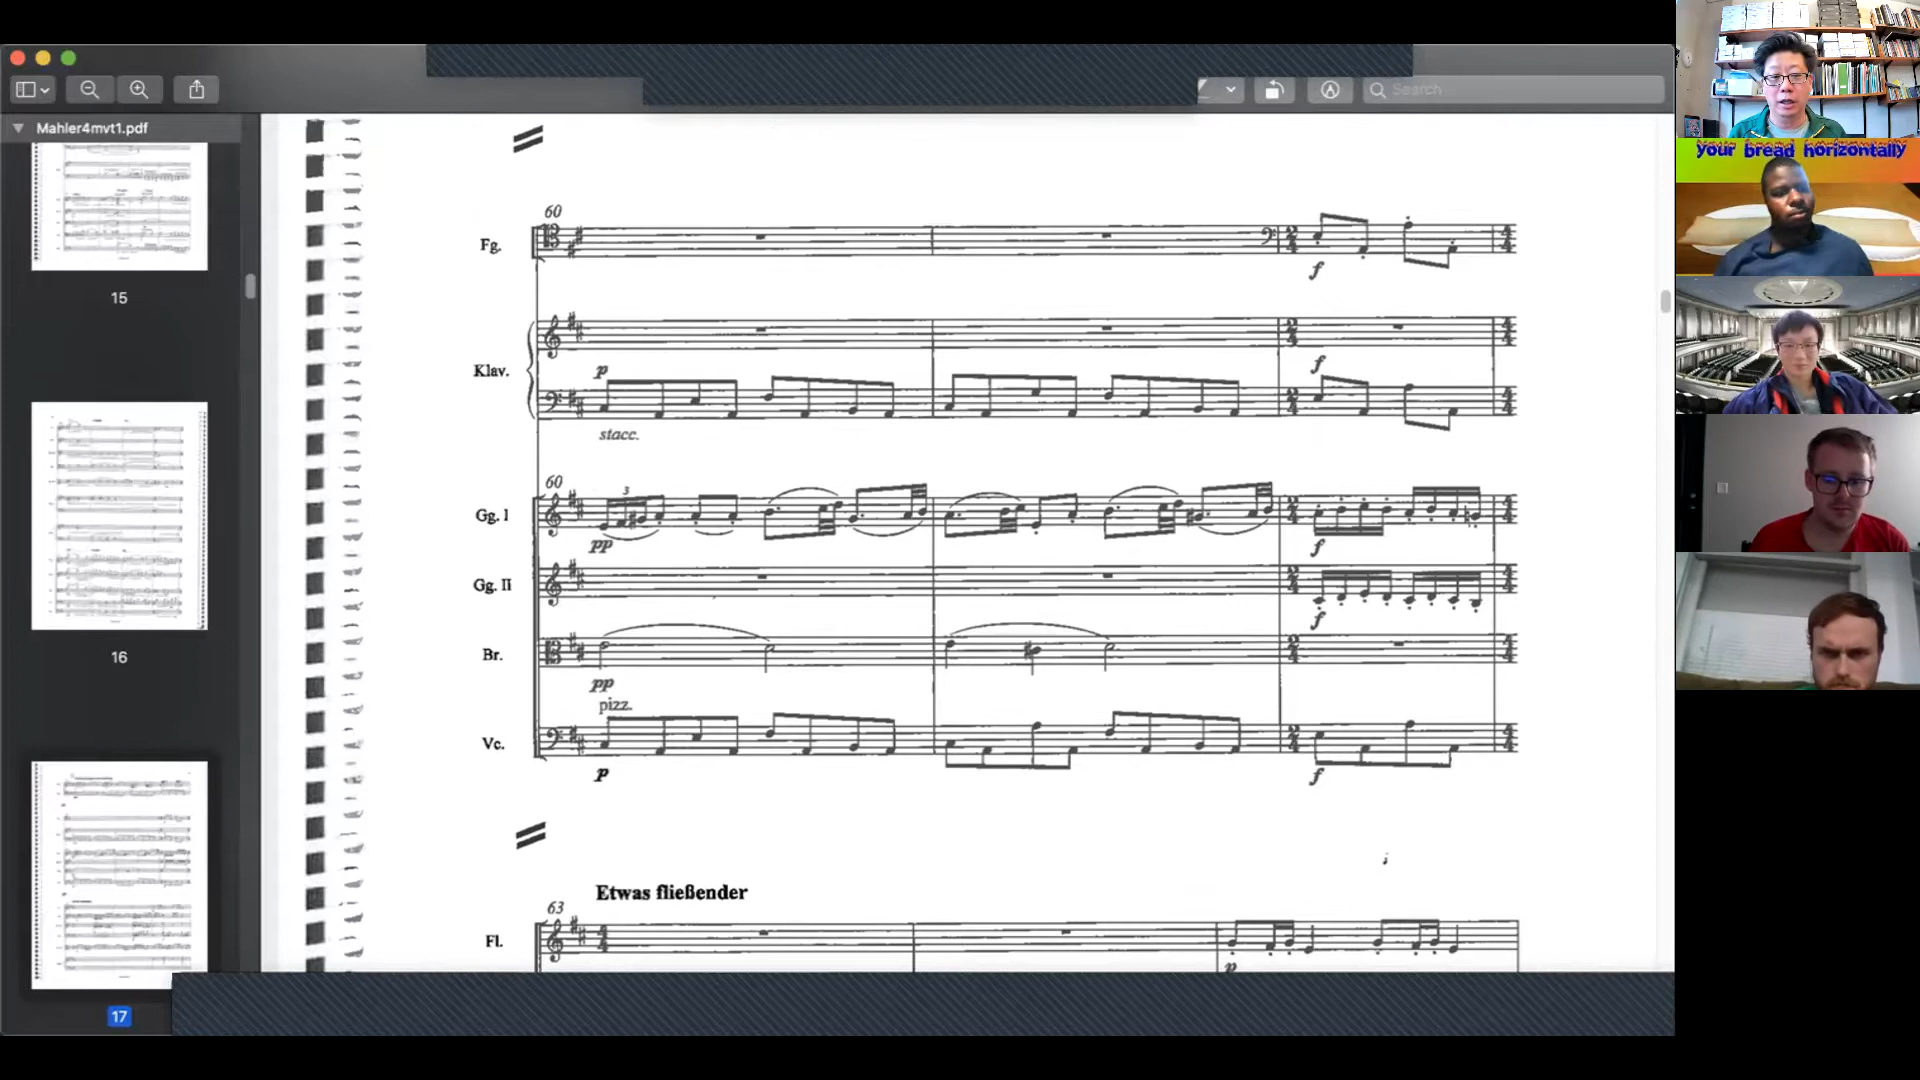 Search
Mahler4mvt1.pdf
15
16
17
60
Fg.
f
Klav.
p
f
stacc.
60
3
Gg. I
pp
f
Gg. II
f
Br.
pp
pizz.
Vc.
p
f
Etwas fließender
63
Fl.
p
your bread horizontally